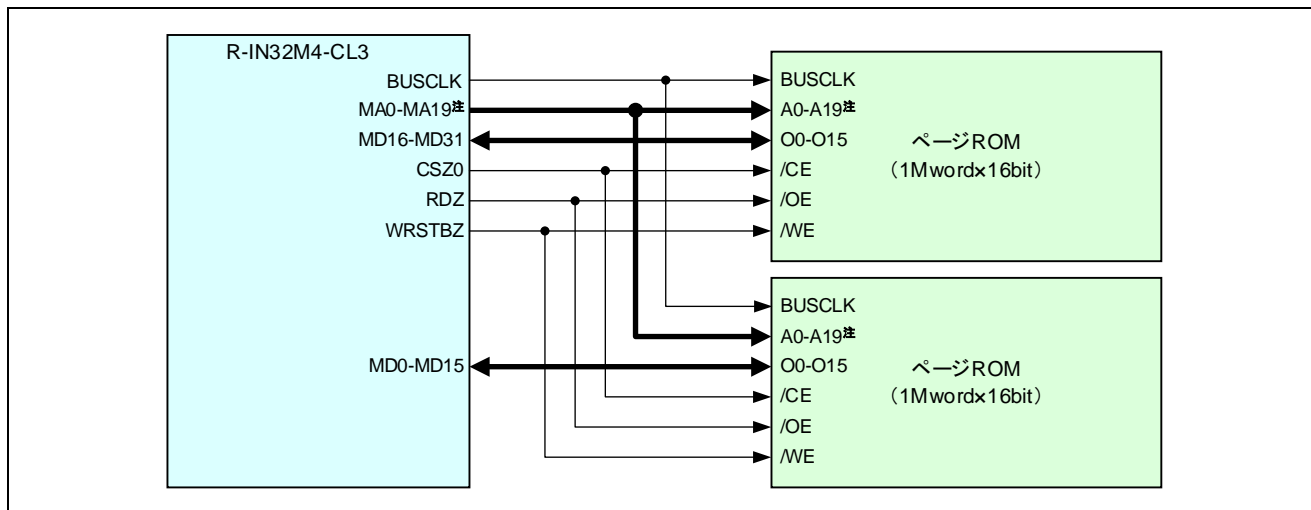 R-IN32M4-CL3
BUSCLK
MA0-MA19注
MD16-MD31
CSZ0
RDZ
WRSTBZ
MD0-MD15
BUSCLK
A0-A19注
O0-O15
/CE
/OE
/WE
ページROM
（1Mword×16bit）
BUSCLK
A0-A19注
O0-O15
/CE
/OE
/WE
ページROM
（1Mword×16bit）